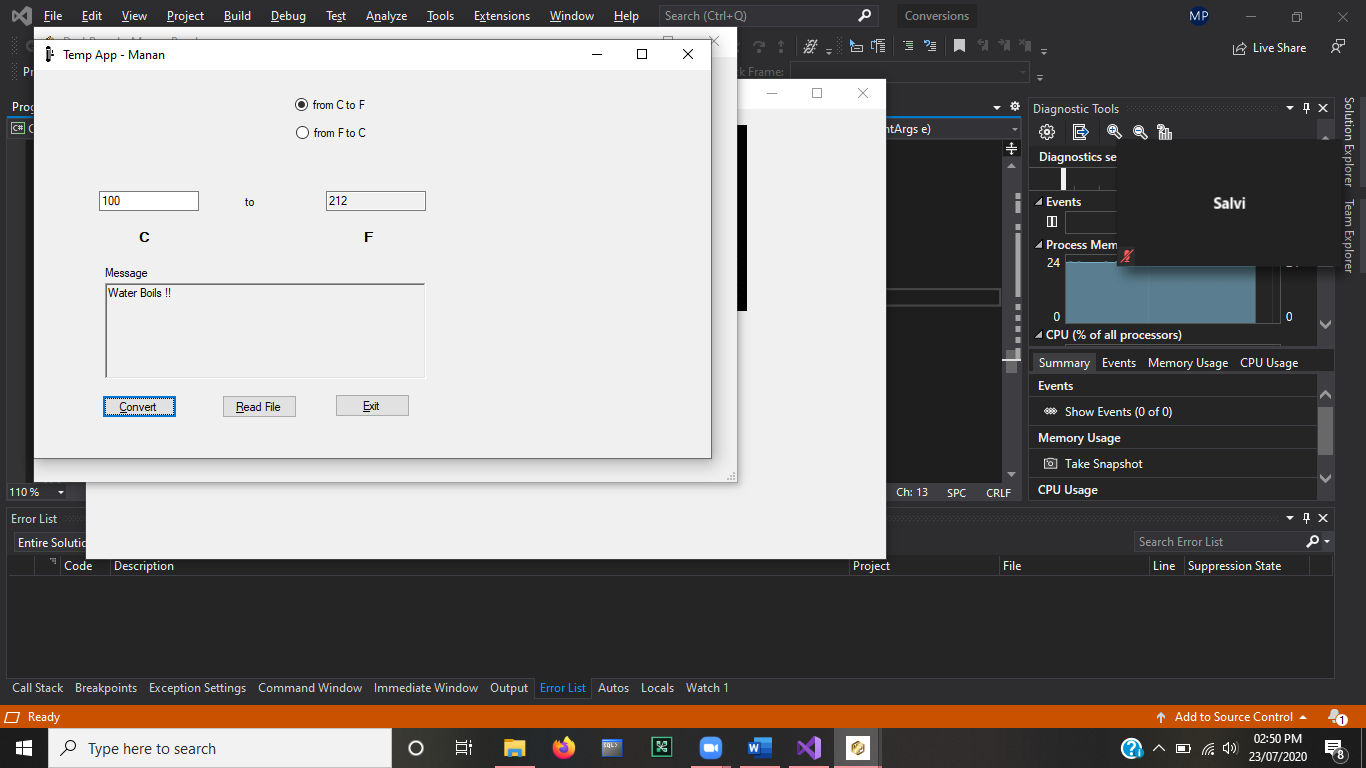 File Edit View Project Build Debug Test Analyze Tools Extensions Window Help Search (Ctrl+Q) Conversions MP
Live Share
Temp App - Manan
from C to F
from F to C
100 to 212
C F
Message
Water Boils !!
Convert Read File Exit
Frame:
ntArgs e)
C#
110 % Ch: 13 SPC CRLF
Diagnostic Tools
Diagnostics se
Events
Process Mem
24
0 0
CPU (% of all processors)
Summary Events Memory Usage CPU Usage
Events
Show Events (0 of 0)
Memory Usage
Take Snapshot
CPU Usage
Salvi
Solution Explorer
Team Explorer
Error List
Entire Solutio Search Error List
Code Description Project File Line Suppression State
Call Stack Breakpoints Exception Settings Command Window Immediate Window Output Error List Autos Locals Watch 1
Ready Add to Source Control 1
Type here to search
02:50 PM
23/07/2020
8